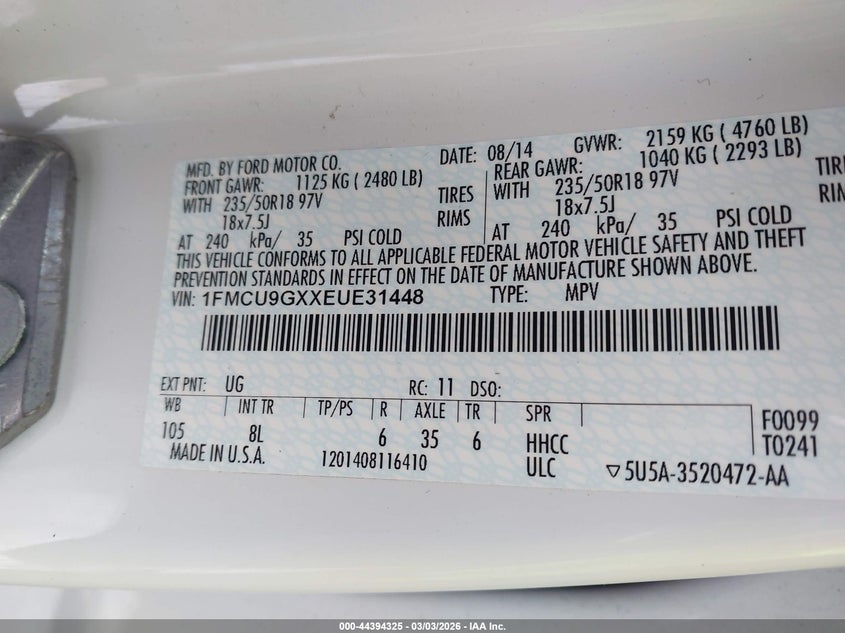 MFD. BY FORD MOTOR CO. DATE: 08/14 GVWR: 2159 KG ( 4760 LB)
FRONT GAWR: 1125 KG ( 2480 LB) REAR GAWR: 1040 KG ( 2293 LB)
WITH 235/50R18 97V TIRES WITH 235/50R18 97V TIRE
18x7.5J RIMS 18x7.5J RIM
AT 240 kPa/ 35 PSI COLD AT 240 kPa/ 35 PSI COLD
THIS VEHICLE CONFORMS TO ALL APPLICABLE FEDERAL MOTOR VEHICLE SAFETY AND THEFT
PREVENTION STANDARDS IN EFFECT ON THE DATE OF MANUFACTURE SHOWN ABOVE.
VIN: 1FMCU9GXXEUE31448 TYPE: MPV
EXT PNT: UG RC: 11 DSO:
WB INT TR TP/PS R AXLE TR SPR F0099
105 8L 6 35 6 HHCC T0241
MADE IN U.S.A. 1201408116410 ULC ▽5U5A-3520472-AA
000-44394325 | 03/03/2026 | IAA Inc.